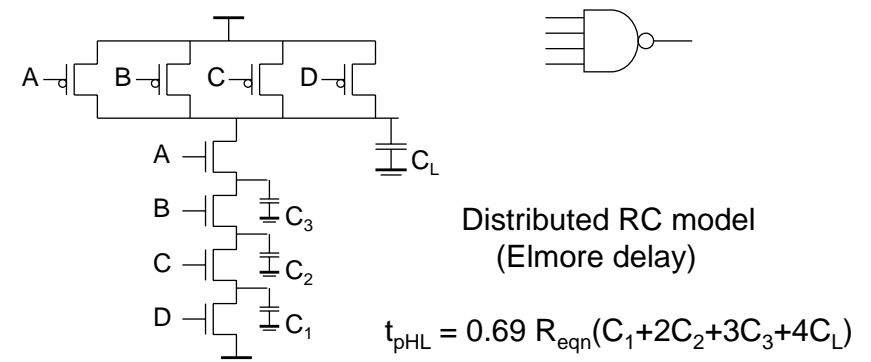 A B C D
A
C_L
B
C_3
C
C_2
D
C_1
Distributed RC model
(Elmore delay)
t_pHL = 0.69 R_eqn(C_1+2C_2+3C_3+4C_L)